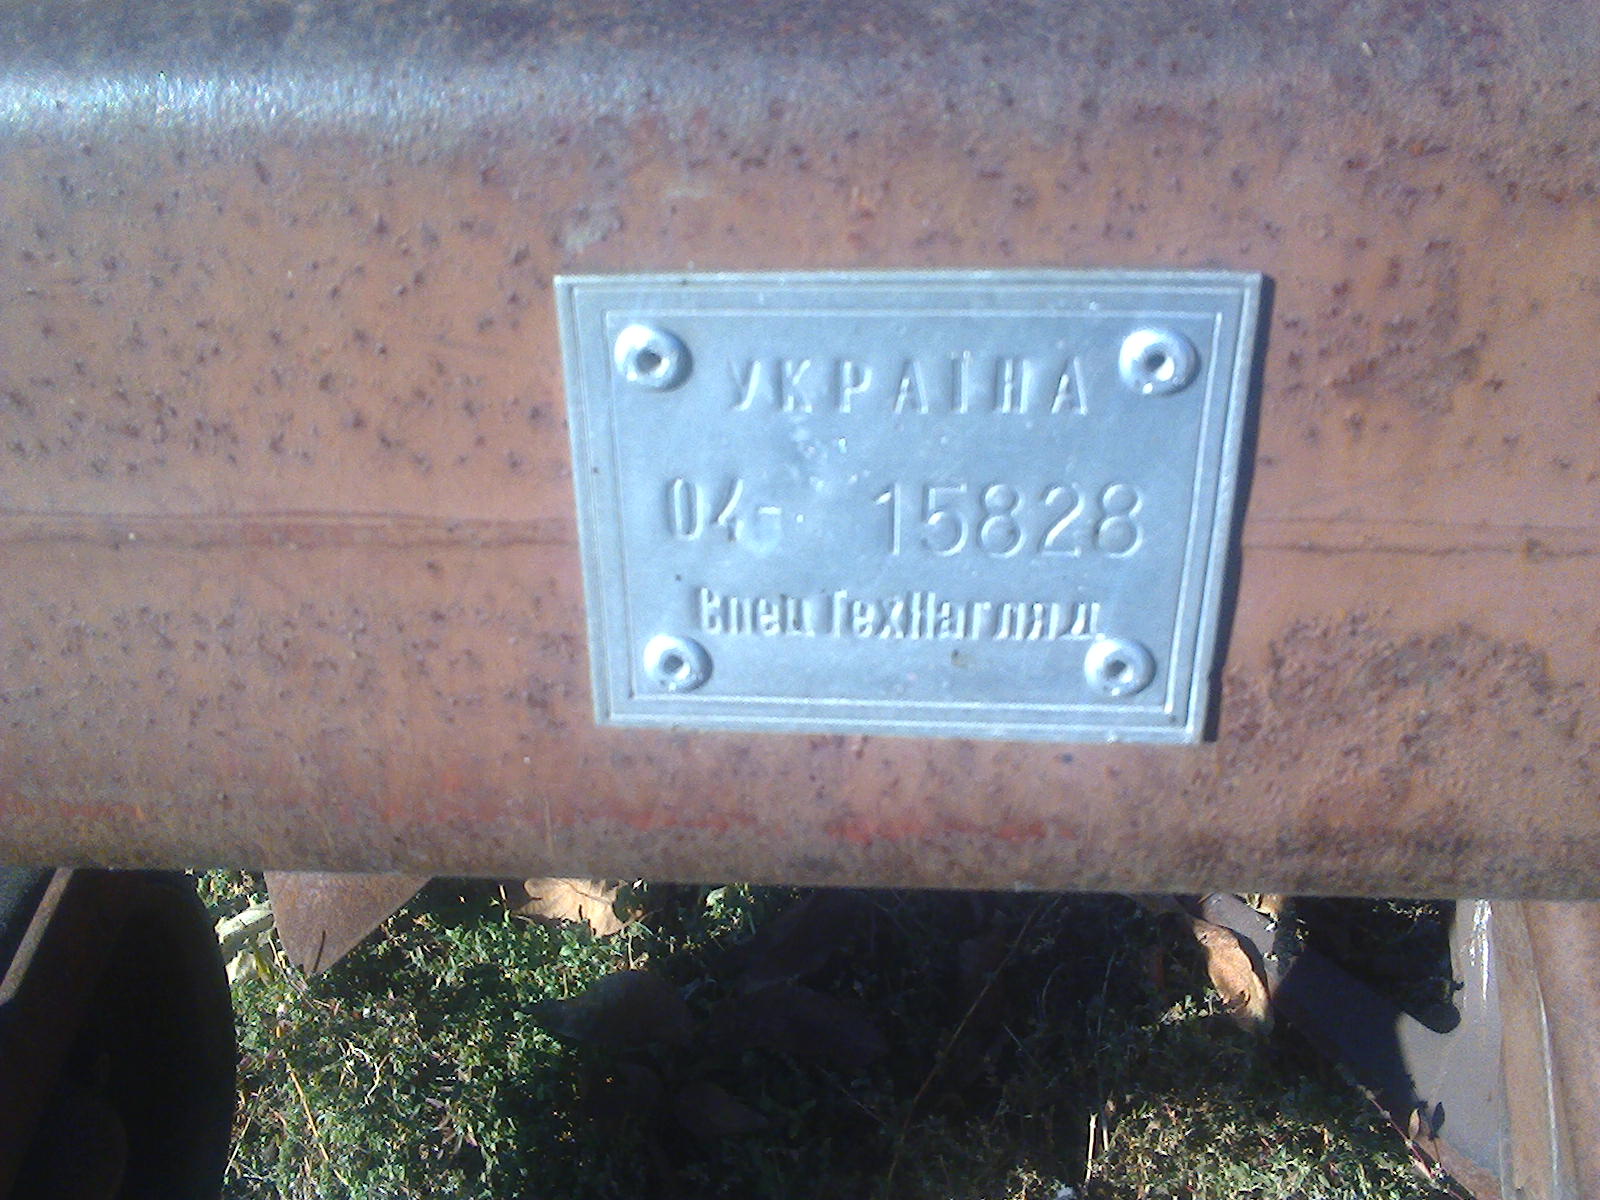 УКРАЇНА
04- 15828
СпецТехНагляд